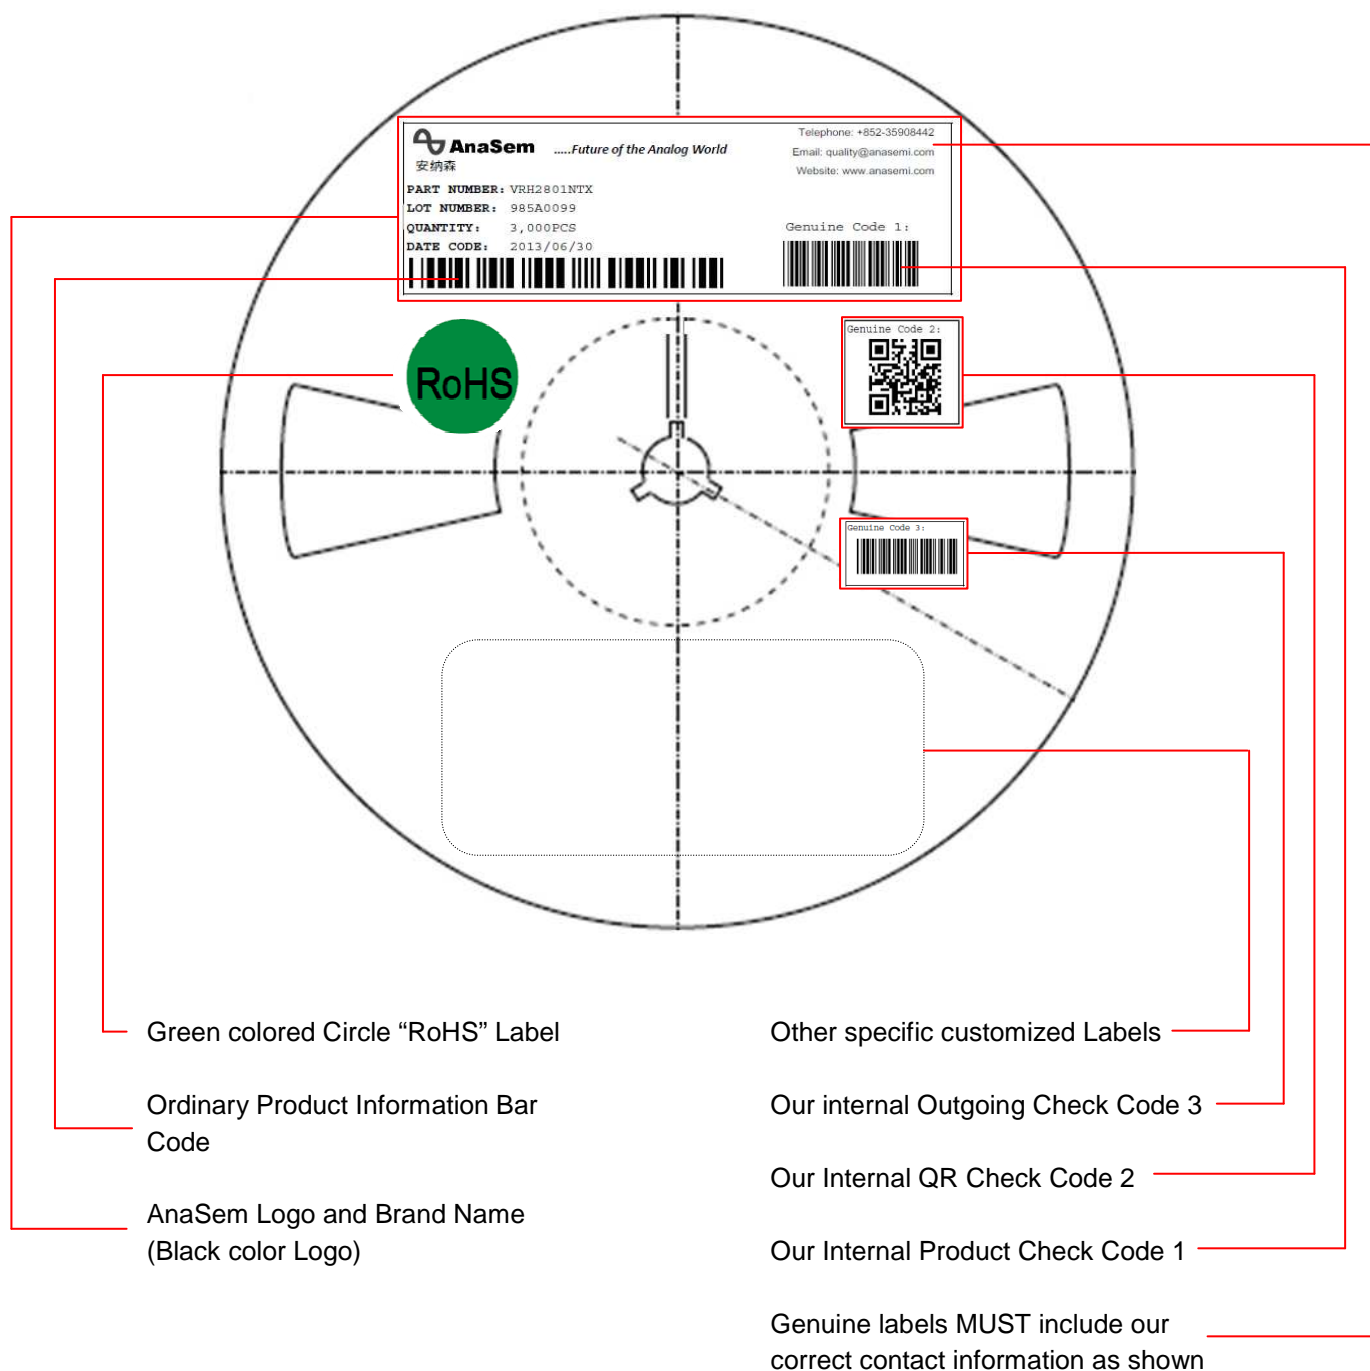 AnaSem .....Future of the Analog World
安纳森
Telephone: +852-35908442
Email: quality@anasemi.com
Website: www.anasemi.com
PART NUMBER: VRH2801NTX
LOT NUMBER: 985A0099
QUANTITY: 3,000PCS
DATE CODE: 2013/06/30
Genuine Code 1:
RoHS
Genuine Code 2:
Genuine Code 3:
Green colored Circle “RoHS” Label
Ordinary Product Information Bar
Code
AnaSem Logo and Brand Name
(Black color Logo)
Other specific customized Labels
Our internal Outgoing Check Code 3
Our Internal QR Check Code 2
Our Internal Product Check Code 1
Genuine labels MUST include our
correct contact information as shown